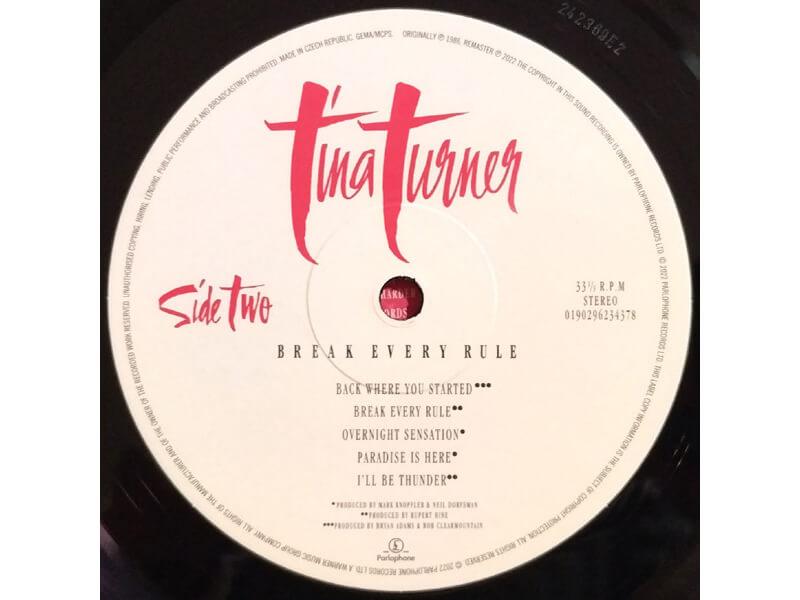 242369E2
ORIGINALLY ℗ 1986, REMASTER ℗ 2022 THE COPYRIGHT IN THIS SOUND RECORDING IS OWNED BY PARLOPHONE RECORDS LTD. © 2022 PARLOPHONE RECORDS LTD. THIS LABEL COPY INFORMATION IS THE SUBJECT OF COPYRIGHT PROTECTION. ALL RIGHTS RESERVED. © 2022 PARLOPHONE RECORDS LTD. A WARNER MUSIC GROUP COMPANY. ALL RIGHTS OF THE MANUFACTURER AND OF THE OWNER OF THE RECORDED WORK RESERVED. UNAUTHORISED COPYING, HIRING, LENDING, PUBLIC PERFORMANCE AND BROADCASTING PROHIBITED. MADE IN CZECH REPUBLIC. GEMA/MCPS.
Tina Turner
Side Two
33⅓ R.P.M
STEREO
0190296234378
BREAK EVERY RULE
BACK WHERE YOU STARTED•••
BREAK EVERY RULE••
OVERNIGHT SENSATION•
PARADISE IS HERE•
I'LL BE THUNDER••
•PRODUCED BY MARK KNOPFLER & NEIL DORFSMAN
••PRODUCED BY RUPERT HINE
•••PRODUCED BY BRYAN ADAMS & BOB CLEARMOUNTAIN
£
Parlophone